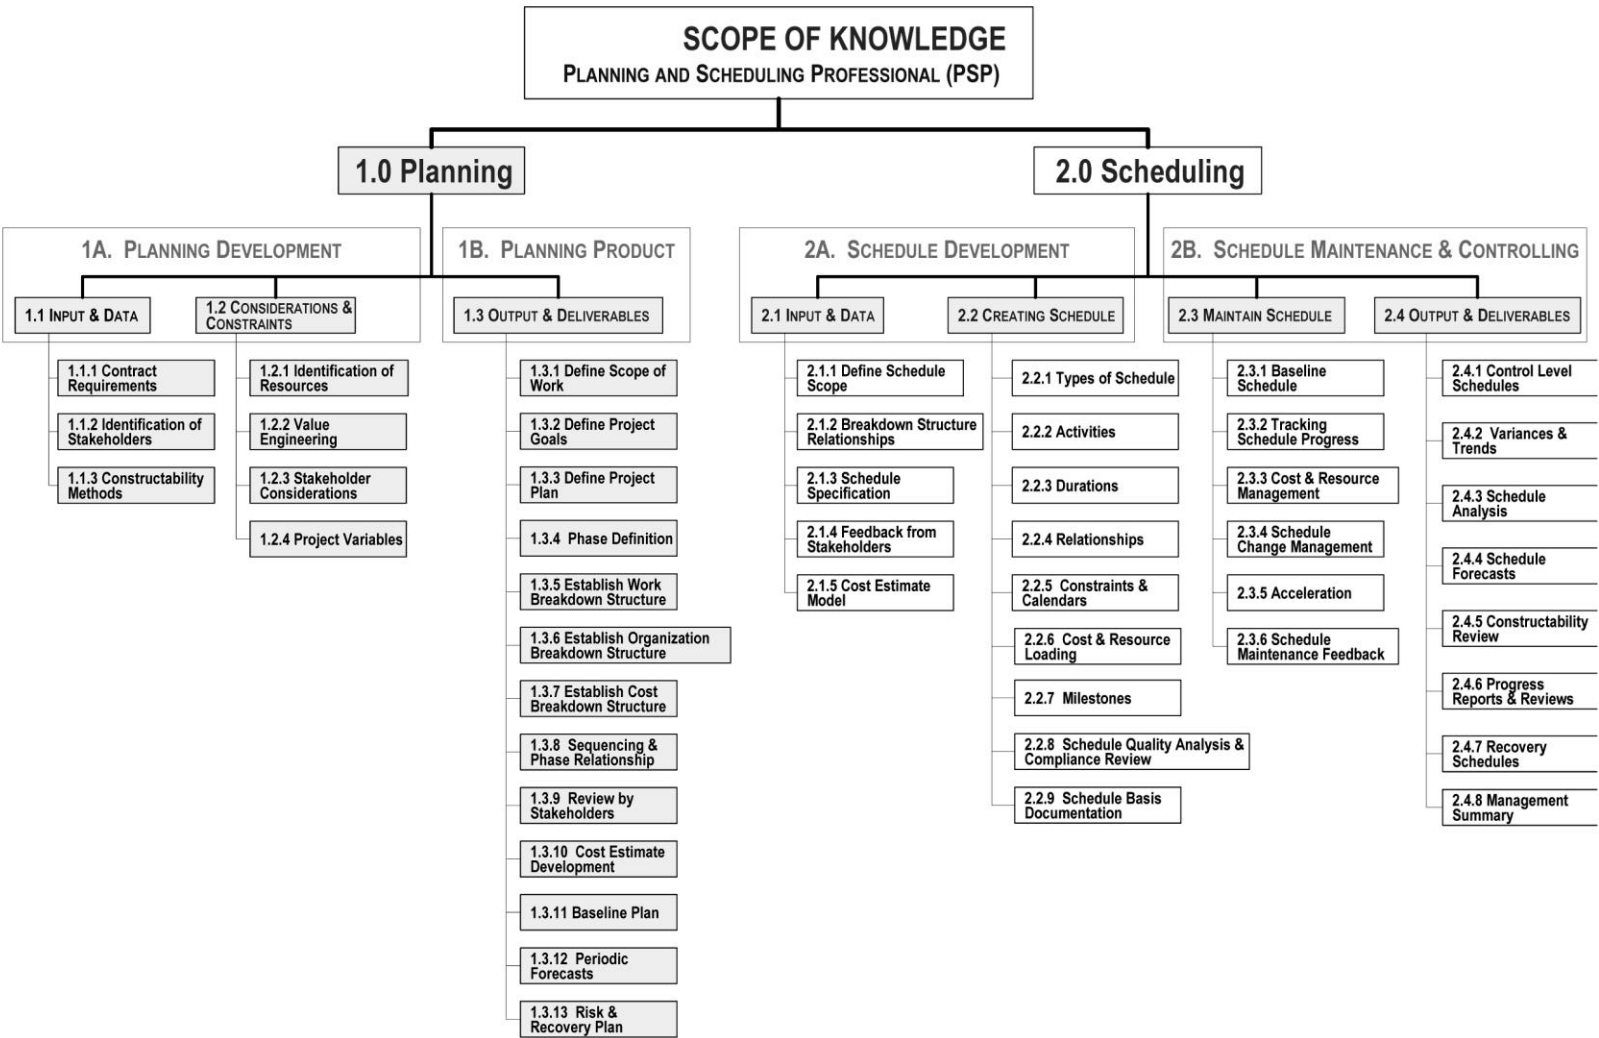 SCOPE OF KNOWLEDGE
PLANNING AND SCHEDULING PROFESSIONAL (PSP)
1.0 Planning
2.0 Scheduling
1A. PLANNING DEVELOPMENT
1B. PLANNING PRODUCT
2A. SCHEDULE DEVELOPMENT
2B. SCHEDULE MAINTENANCE & CONTROLLING
1.1 INPUT & DATA
1.1.1 Contract
Requirements
1.1.2 Identification of
Stakeholders
1.1.3 Constructability
Methods
1.2 CONSIDERATIONS &
CONSTRAINTS
1.2.1 Identification of
Resources
1.2.2 Value
Engineering
1.2.3 Stakeholder
Considerations
1.2.4 Project Variables
1.3 OUTPUT & DELIVERABLES
1.3.1 Define Scope of
Work
1.3.2 Define Project
Goals
1.3.3 Define Project
Plan
1.3.4 Phase Definition
1.3.5 Establish Work
Breakdown Structure
1.3.6 Establish Organization
Breakdown Structure
1.3.7 Establish Cost
Breakdown Structure
1.3.8 Sequencing &
Phase Relationship
1.3.9 Review by
Stakeholders
1.3.10 Cost Estimate
Development
1.3.11 Baseline Plan
1.3.12 Periodic
Forecasts
1.3.13 Risk &
Recovery Plan
2.1 INPUT & DATA
2.1.1 Define Schedule
Scope
2.1.2 Breakdown Structure
Relationships
2.1.3 Schedule
Specification
2.1.4 Feedback from
Stakeholders
2.1.5 Cost Estimate
Model
2.2 CREATING SCHEDULE
2.2.1 Types of Schedule
2.2.2 Activities
2.2.3 Durations
2.2.4 Relationships
2.2.5 Constraints &
Calendars
2.2.6 Cost & Resource
Loading
2.2.7 Milestones
2.2.8 Schedule Quality Analysis &
Compliance Review
2.2.9 Schedule Basis
Documentation
2.3 MAINTAIN SCHEDULE
2.3.1 Baseline
Schedule
2.3.2 Tracking
Schedule Progress
2.3.3 Cost & Resource
Management
2.3.4 Schedule
Change Management
2.3.5 Acceleration
2.3.6 Schedule
Maintenance Feedback
2.4 OUTPUT & DELIVERABLES
2.4.1 Control Level
Schedules
2.4.2 Variances &
Trends
2.4.3 Schedule
Analysis
2.4.4 Schedule
Forecasts
2.4.5 Constructability
Review
2.4.6 Progress
Reports & Reviews
2.4.7 Recovery
Schedules
2.4.8 Management
Summary